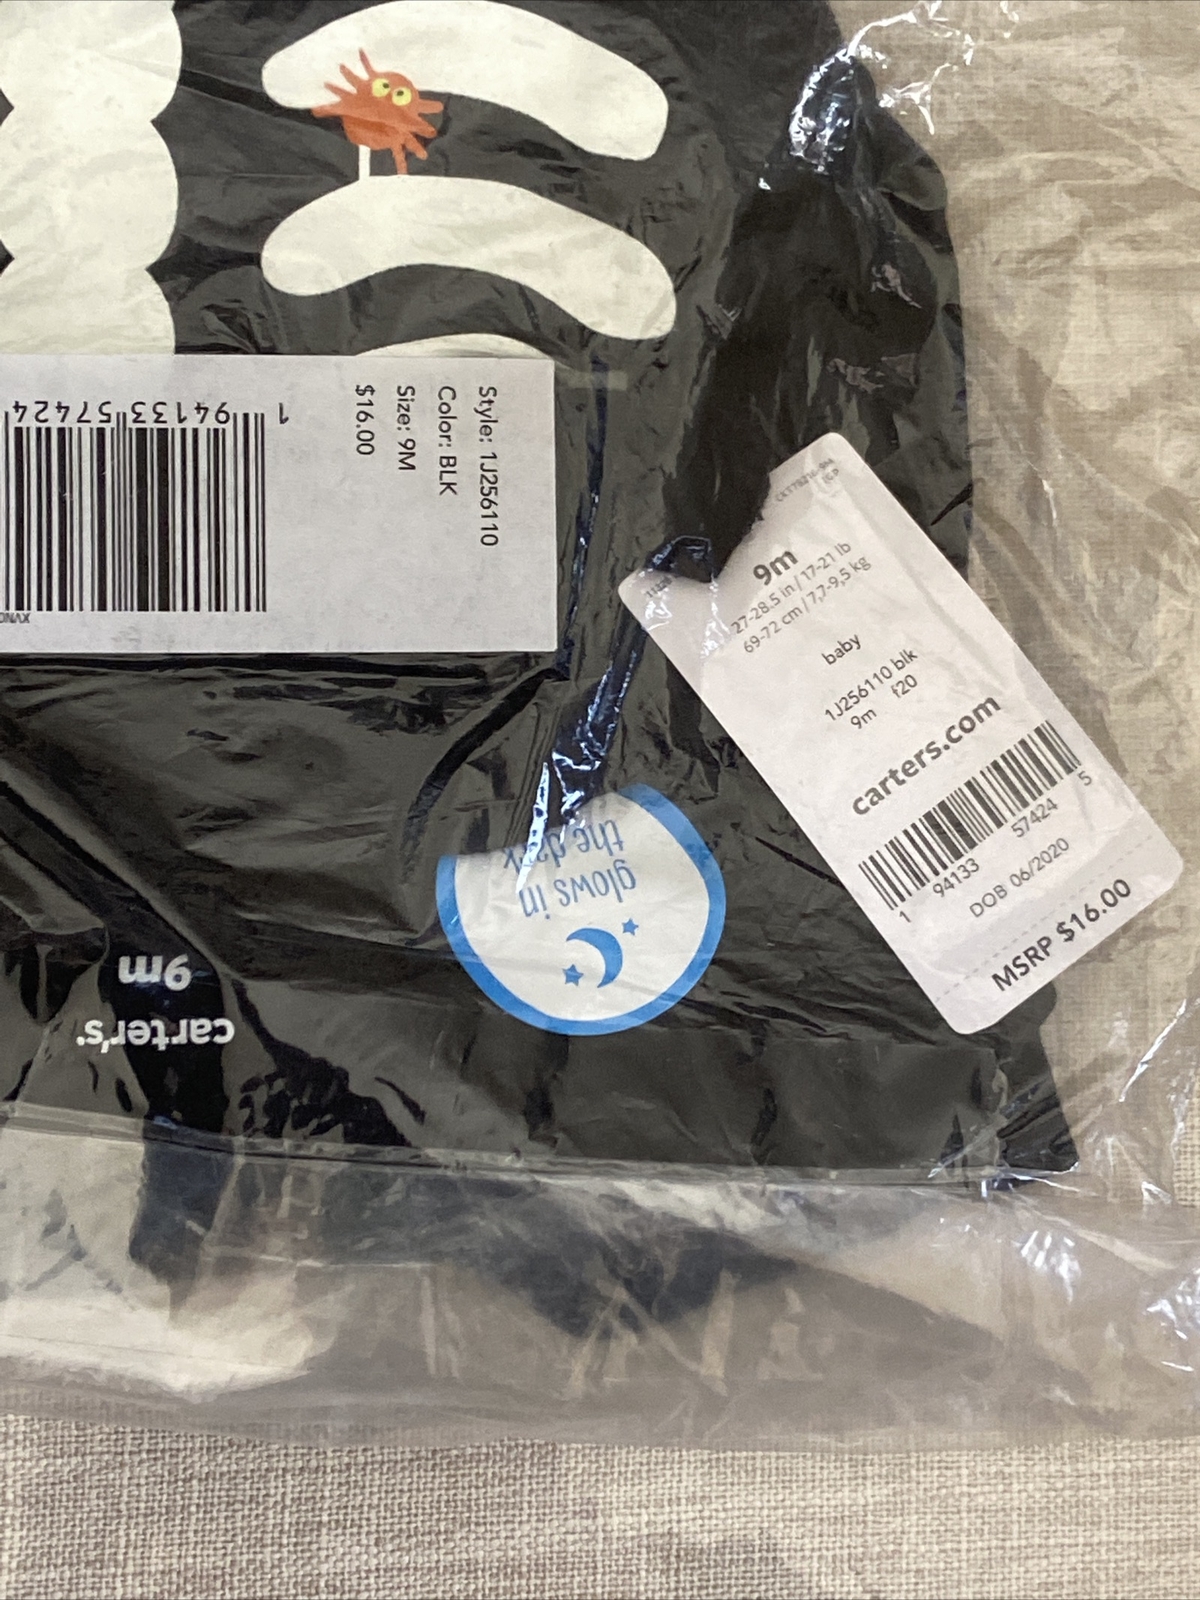 Style: 1J256110
Color: BLK
Size: 9M
$16.00
1 94133 57424
9m
27-28.5 in / 17-21 lb
69-72 cm / 7,7-9,5 kg
baby
1J256110 blk
9m f20
carters.com
1 94133 57424 5
DOB 06/2020
MSRP $16.00
glows in
the dark
carter's
9m